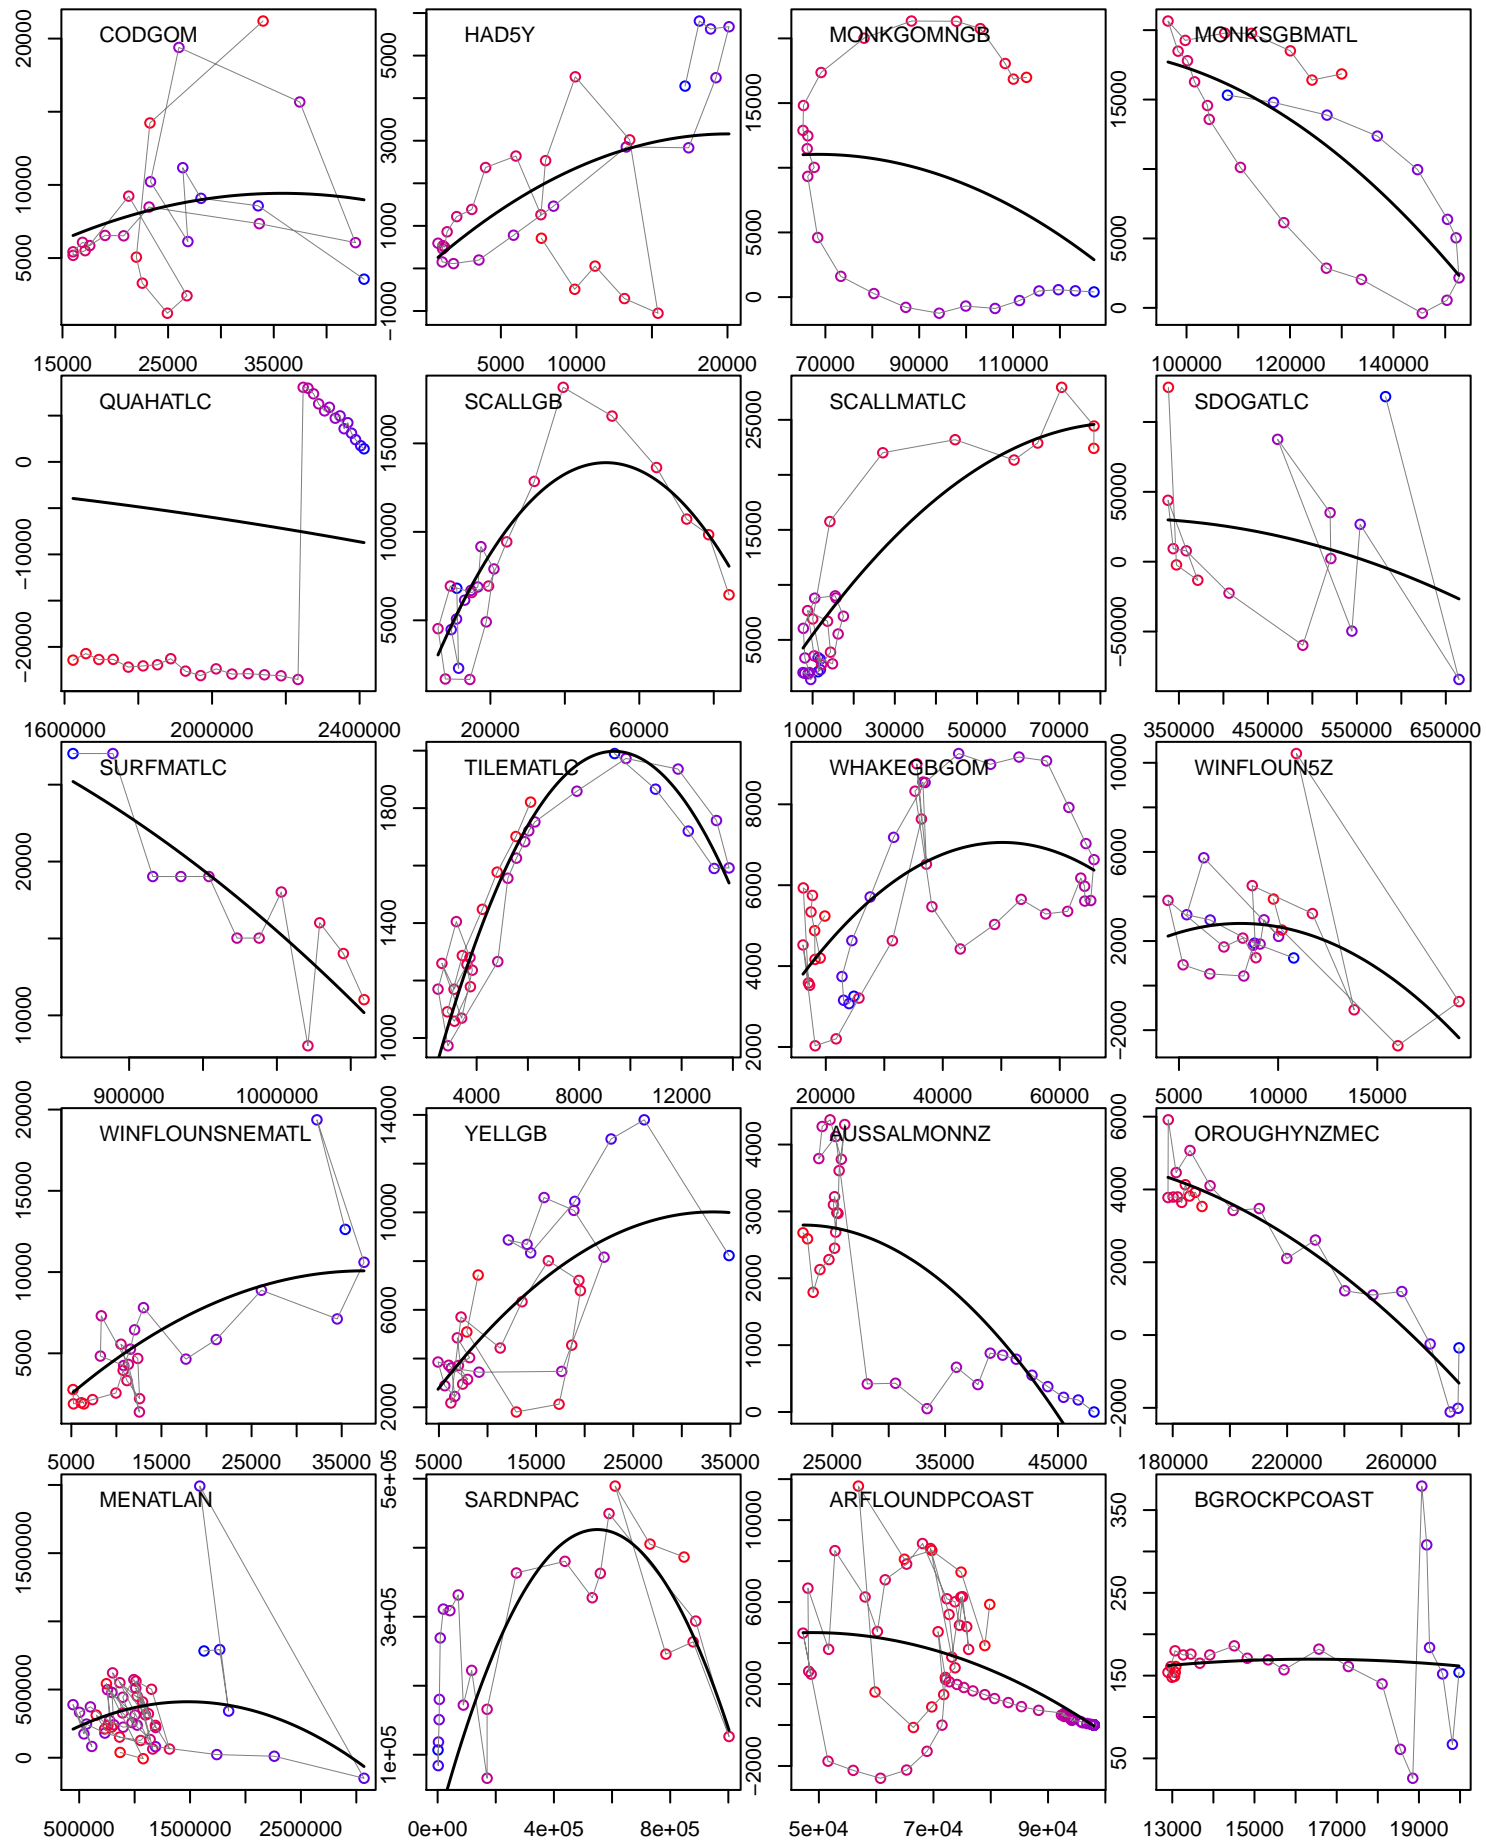 CODGOM HAD5Y MONKGOMNGB MONKSGBMATL
5000 10000 20000
−1000 1000 3000 5000
0 5000 15000
0 5000 15000
15000 25000 35000
5000 10000 20000
70000 90000 110000
100000 120000 140000
QUAHATLC SCALLGB SCALLMATLC SDOGATLC
−20000 −10000 0
5000 10000 15000
5000 15000 25000
−50000 0 50000
1600000 2000000 2400000
20000 60000
10000 30000 50000 70000
350000 450000 550000 650000
SURFMATLC TILEMATLC WHAKEGBGOM WINFLOUN5Z
10000 20000
1000 1400 1800
2000 4000 6000 8000
−2000 2000 6000 10000
900000 1000000
4000 8000 12000
20000 40000 60000
5000 10000 15000
WINFLOUNSNEMATL YELLGB AUSSALMONNZ OROUGHYNZMEC
5000 10000 15000 20000
2000 6000 10000 14000
0 1000 2000 3000 4000
−2000 0 2000 4000 6000
5000 15000 25000 35000
5000 15000 25000 35000
25000 35000 45000
180000 220000 260000
MENATLAN SARDNPAC ARFLOUNDPCOAST BGROCKPCOAST
0 500000 1500000
1e+05 3e+05 5e+05
−2000 2000 6000 10000
50 150 250 350
500000 1500000 2500000
0e+00 4e+05 8e+05
5e+04 7e+04 9e+04
13000 15000 17000 19000